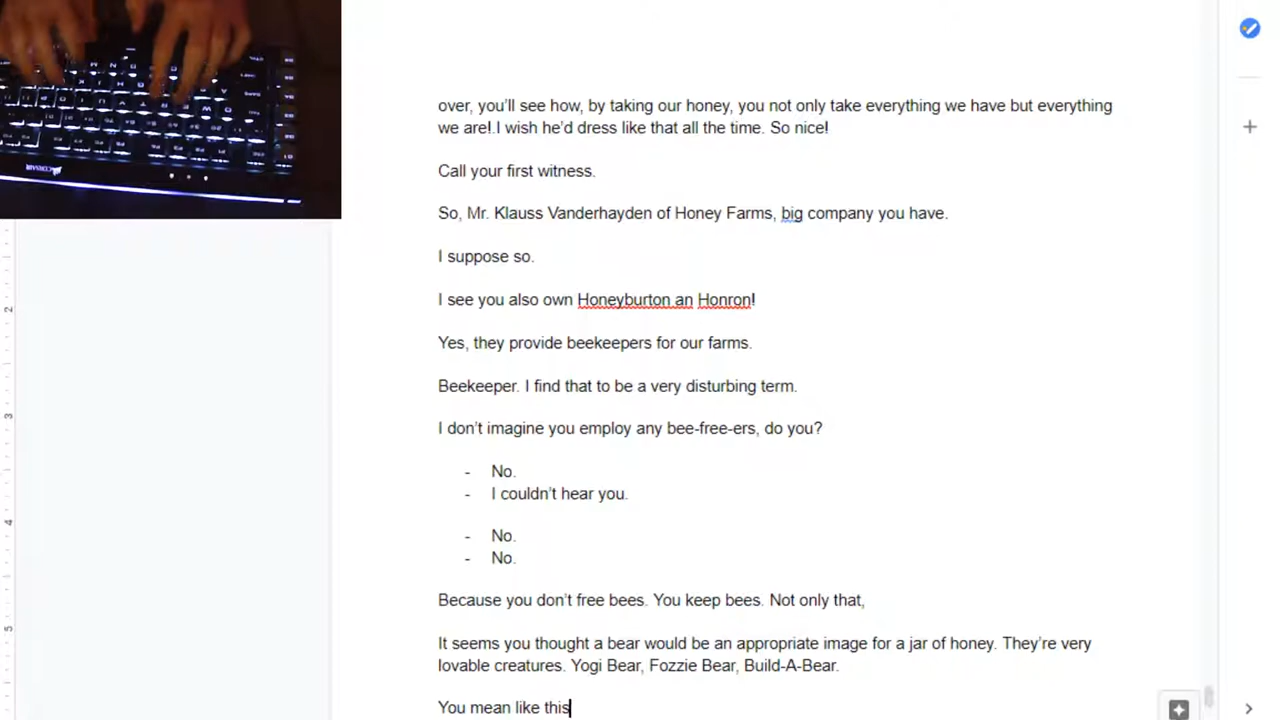 over, you'll see how, by taking our honey, you not only take everything we have but everything
we are! I wish he'd dress like that all the time. So nice!
Call your first witness.
So, Mr. Klauss Vanderhayden of Honey Farms, big company you have.
I suppose so.
I see you also own Honeyburton an Honron!
Yes, they provide beekeepers for our farms.
Beekeeper. I find that to be a very disturbing term.
I don't imagine you employ any bee-free-ers, do you?
- No.
- I couldn't hear you.
- No.
- No.
Because you don't free bees. You keep bees. Not only that,
It seems you thought a bear would be an appropriate image for a jar of honey. They're very
lovable creatures. Yogi Bear, Fozzie Bear, Build-A-Bear.
You mean like this
2
3
4
5
CORSAIR